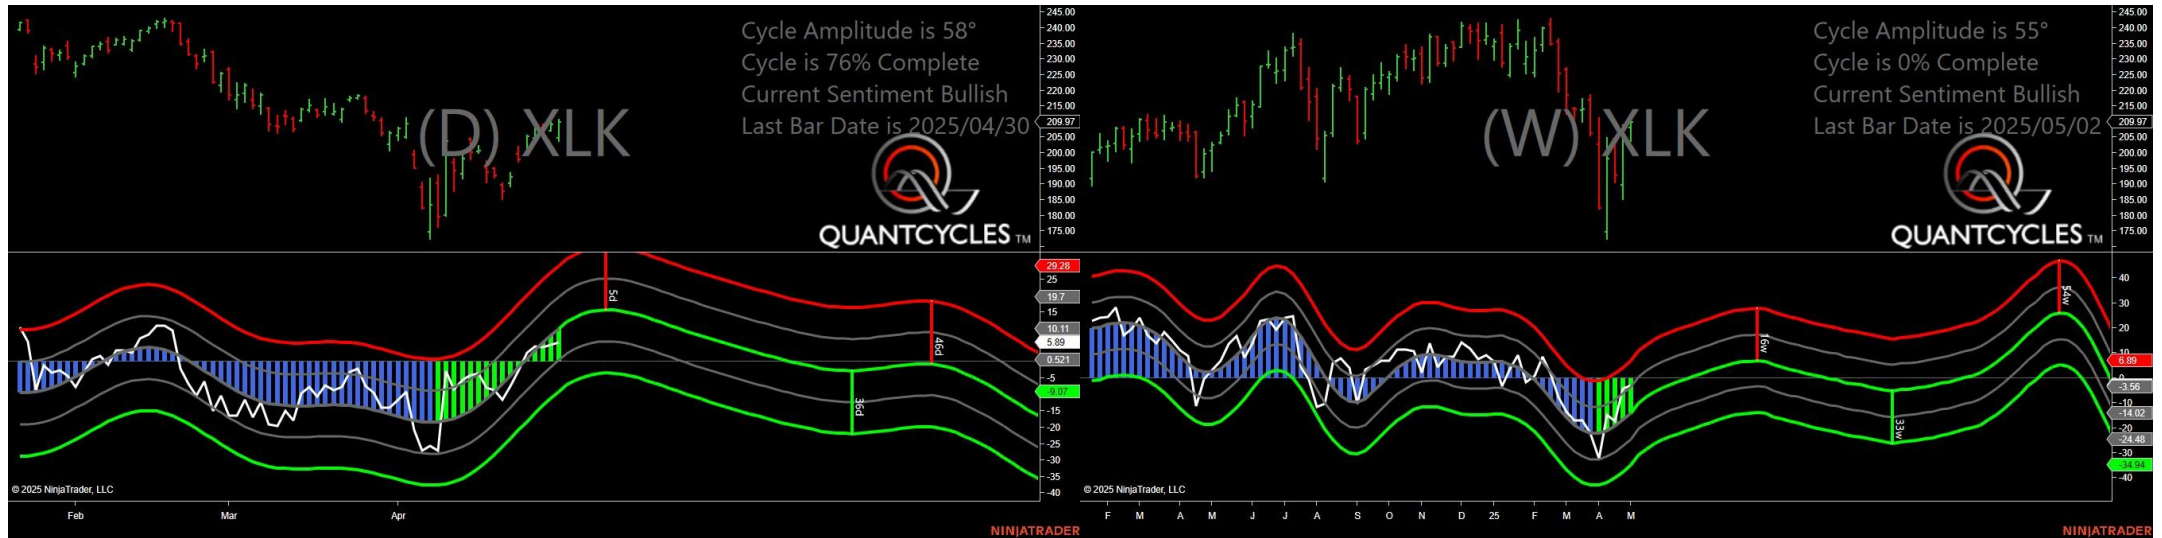 Cycle Amplitude is 58°
Cycle is 76% Complete
Current Sentiment Bullish
Last Bar Date is 2025/04/30
(D) XLK
QUANTCYCLES TM
245.00
240.00
235.00
230.00
225.00
220.00
215.00
209.97
205.00
200.00
195.00
190.00
185.00
180.00
175.00
29.28
25
19.7
15
10.11
5.89
0.521
-5
-9.07
-15
-20
-25
-30
-35
-40
5d
36d
46d
© 2025 NinjaTrader, LLC
Feb
Mar
Apr
NINJATRADER
Cycle Amplitude is 55°
Cycle is 0% Complete
Current Sentiment Bullish
Last Bar Date is 2025/05/02
(W) XLK
QUANTCYCLES TM
245.00
240.00
235.00
230.00
225.00
220.00
215.00
209.97
205.00
200.00
195.00
190.00
185.00
180.00
175.00
40
30
20
10
6.89
0
-3.56
-10
-14.02
-20
-24.48
-30
-34.94
-40
16w
33w
54w
© 2025 NinjaTrader, LLC
F
M
A
M
J
J
A
S
O
N
D
25
F
M
A
M
NINJATRADER